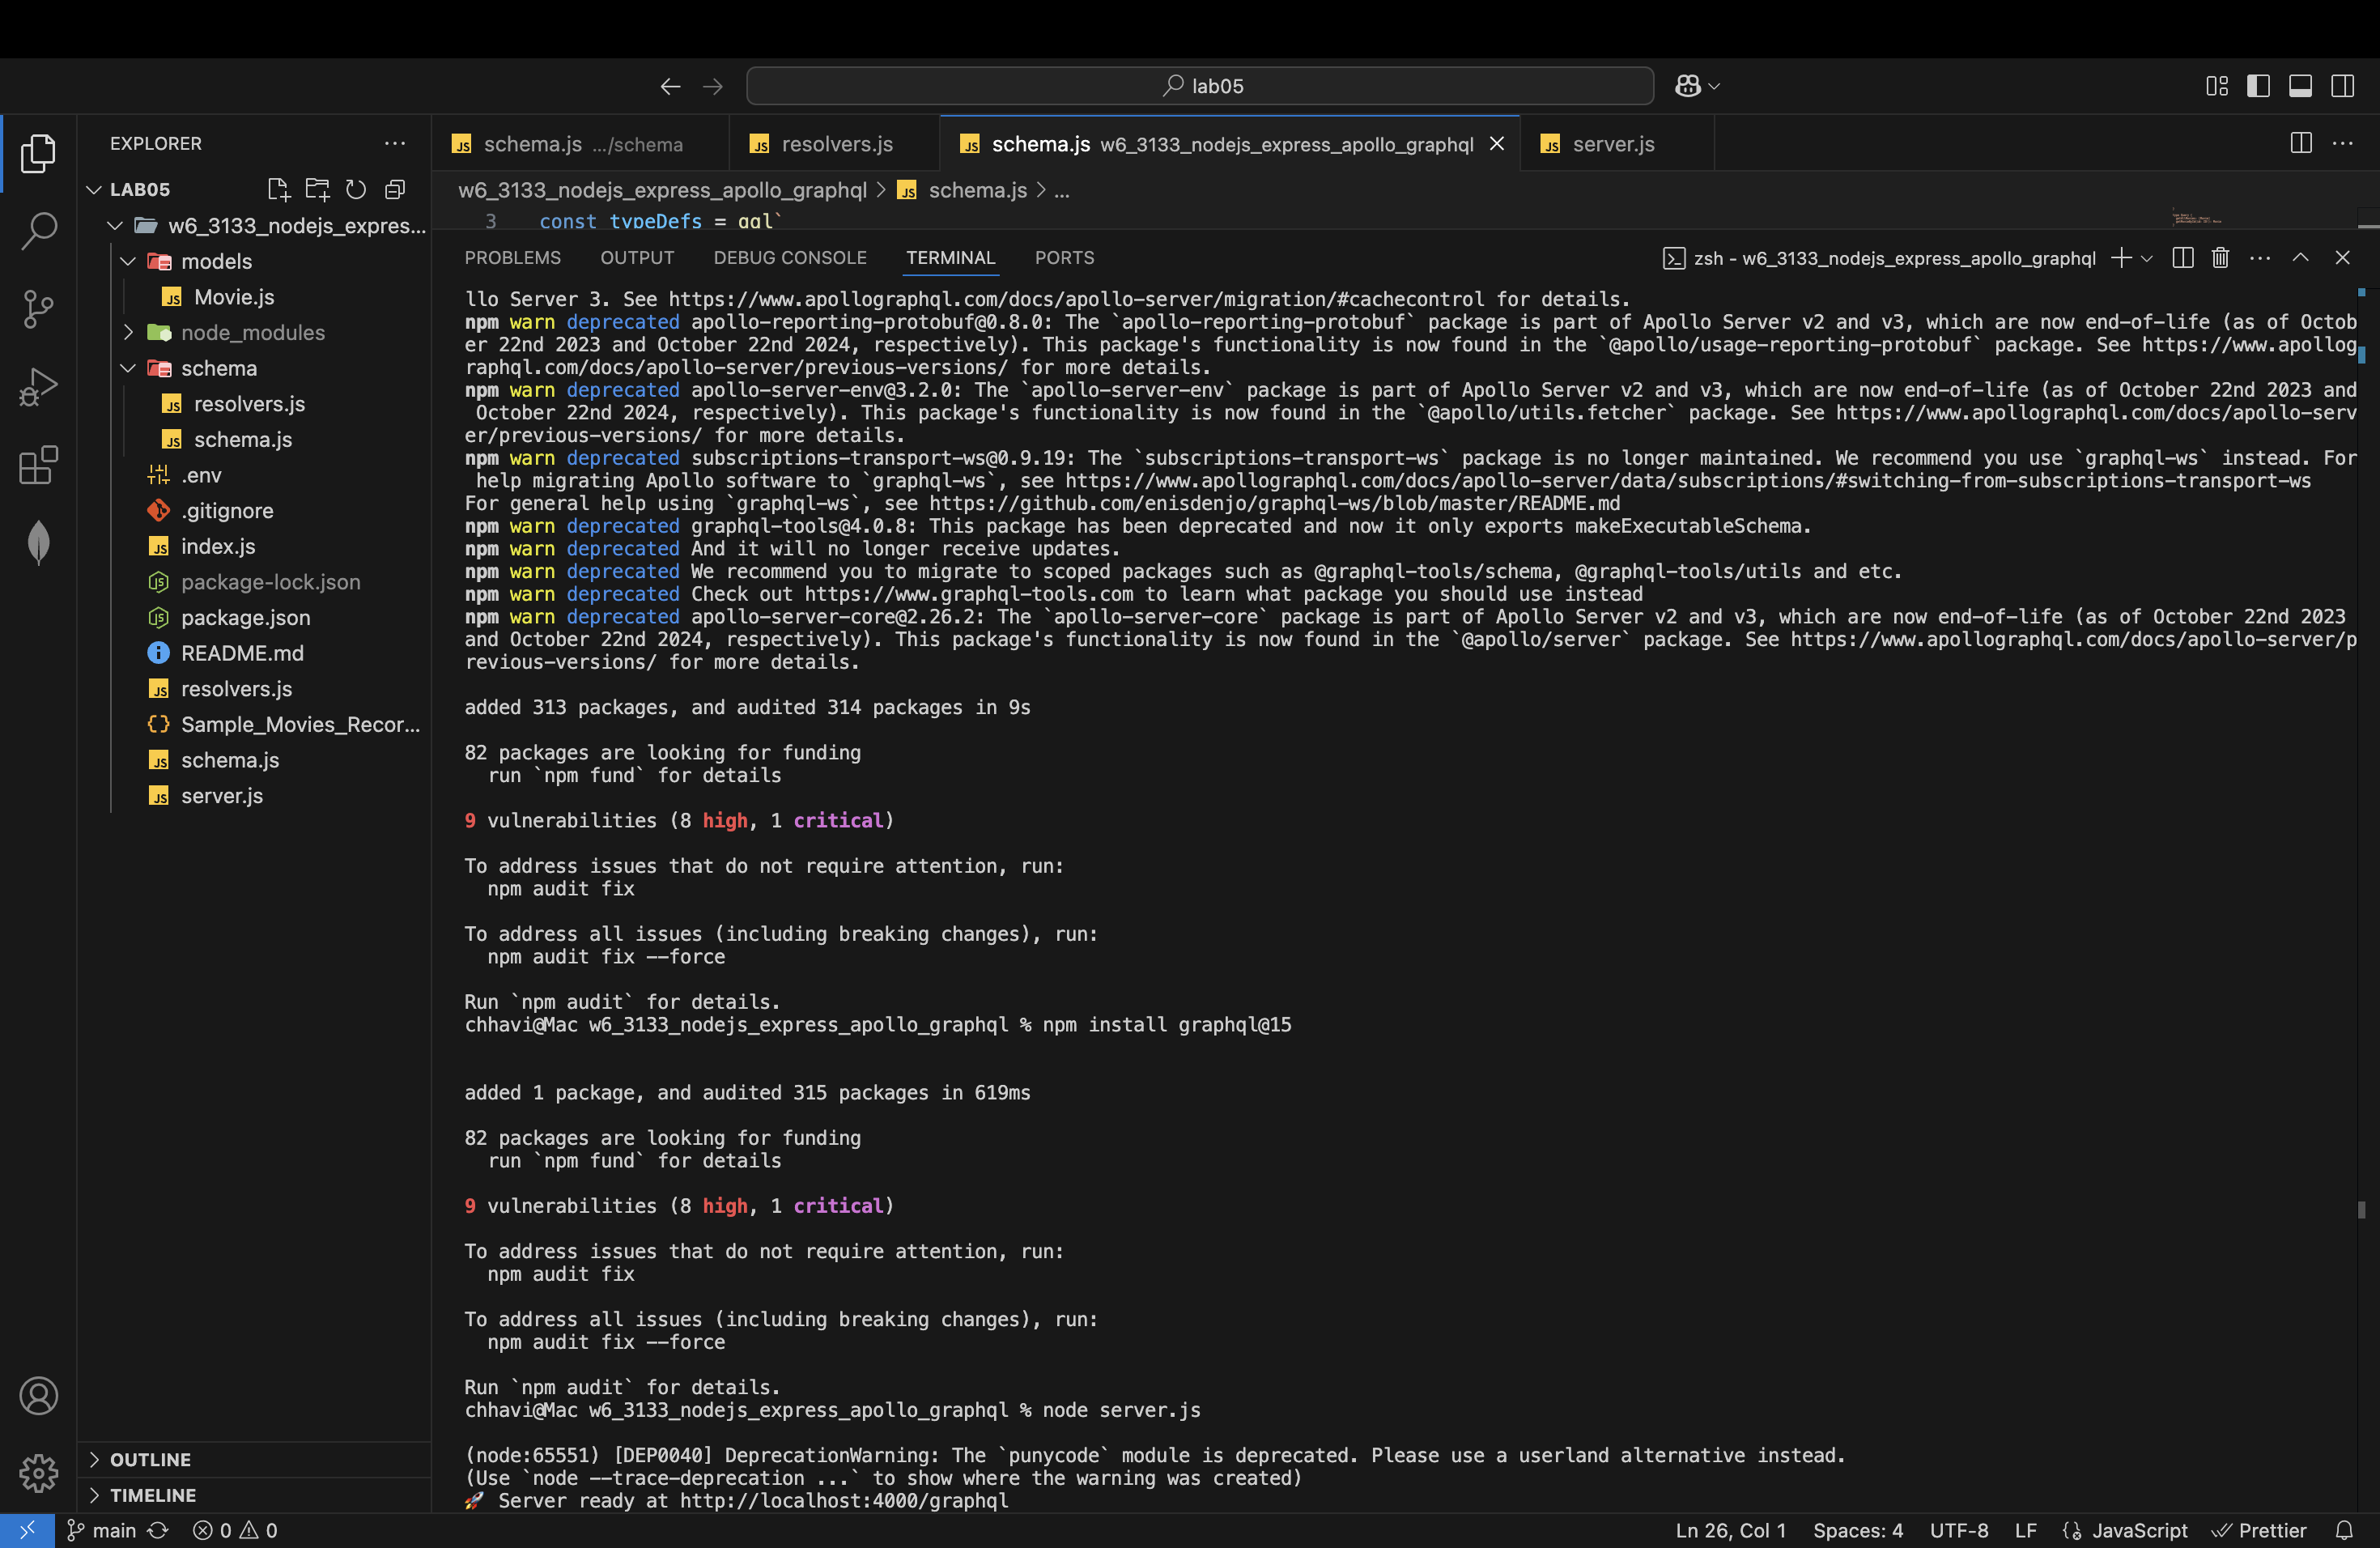 lab05
EXPLORER
LAB05
w6_3133_nodejs_expres...
models
Movie.js
node_modules
schema
resolvers.js
schema.js
.env
.gitignore
index.js
package-lock.json
package.json
README.md
resolvers.js
Sample_Movies_Recor...
schema.js
server.js
OUTLINE
TIMELINE
schema.js .../schema
resolvers.js
schema.js w6_3133_nodejs_express_apollo_graphql
server.js
w6_3133_nodejs_express_apollo_graphql > schema.js > ...
3 const typeDefs = gql`
PROBLEMS OUTPUT DEBUG CONSOLE TERMINAL PORTS
zsh - w6_3133_nodejs_express_apollo_graphql
llo Server 3. See https://www.apollographql.com/docs/apollo-server/migration/#cachecontrol for details.
npm warn deprecated apollo-reporting-protobuf@0.8.0: The `apollo-reporting-protobuf` package is part of Apollo Server v2 and v3, which are now end-of-life (as of Octob
er 22nd 2023 and October 22nd 2024, respectively). This package's functionality is now found in the `@apollo/usage-reporting-protobuf` package. See https://www.apollog
raphql.com/docs/apollo-server/previous-versions/ for more details.
npm warn deprecated apollo-server-env@3.2.0: The `apollo-server-env` package is part of Apollo Server v2 and v3, which are now end-of-life (as of October 22nd 2023 and
October 22nd 2024, respectively). This package's functionality is now found in the `@apollo/utils.fetcher` package. See https://www.apollographql.com/docs/apollo-serv
er/previous-versions/ for more details.
npm warn deprecated subscriptions-transport-ws@0.9.19: The `subscriptions-transport-ws` package is no longer maintained. We recommend you use `graphql-ws` instead. For
help migrating Apollo software to `graphql-ws`, see https://www.apollographql.com/docs/apollo-server/data/subscriptions/#switching-from-subscriptions-transport-ws
For general help using `graphql-ws`, see https://github.com/enisdenjo/graphql-ws/blob/master/README.md
npm warn deprecated graphql-tools@4.0.8: This package has been deprecated and now it only exports makeExecutableSchema.
npm warn deprecated And it will no longer receive updates.
npm warn deprecated We recommend you to migrate to scoped packages such as @graphql-tools/schema, @graphql-tools/utils and etc.
npm warn deprecated Check out https://www.graphql-tools.com to learn what package you should use instead
npm warn deprecated apollo-server-core@2.26.2: The `apollo-server-core` package is part of Apollo Server v2 and v3, which are now end-of-life (as of October 22nd 2023
and October 22nd 2024, respectively). This package's functionality is now found in the `@apollo/server` package. See https://www.apollographql.com/docs/apollo-server/p
revious-versions/ for more details.
added 313 packages, and audited 314 packages in 9s
82 packages are looking for funding
run `npm fund` for details
9 vulnerabilities (8 high, 1 critical)
To address issues that do not require attention, run:
npm audit fix
To address all issues (including breaking changes), run:
npm audit fix --force
Run `npm audit` for details.
chhavi@Mac w6_3133_nodejs_express_apollo_graphql % npm install graphql@15
added 1 package, and audited 315 packages in 619ms
82 packages are looking for funding
run `npm fund` for details
9 vulnerabilities (8 high, 1 critical)
To address issues that do not require attention, run:
npm audit fix
To address all issues (including breaking changes), run:
npm audit fix --force
Run `npm audit` for details.
chhavi@Mac w6_3133_nodejs_express_apollo_graphql % node server.js
(node:65551) [DEP0040] DeprecationWarning: The `punycode` module is deprecated. Please use a userland alternative instead.
(Use `node --trace-deprecation ...` to show where the warning was created)
🚀 Server ready at http://localhost:4000/graphql
main 0 0 Ln 26, Col 1 Spaces: 4 UTF-8 LF JavaScript Prettier